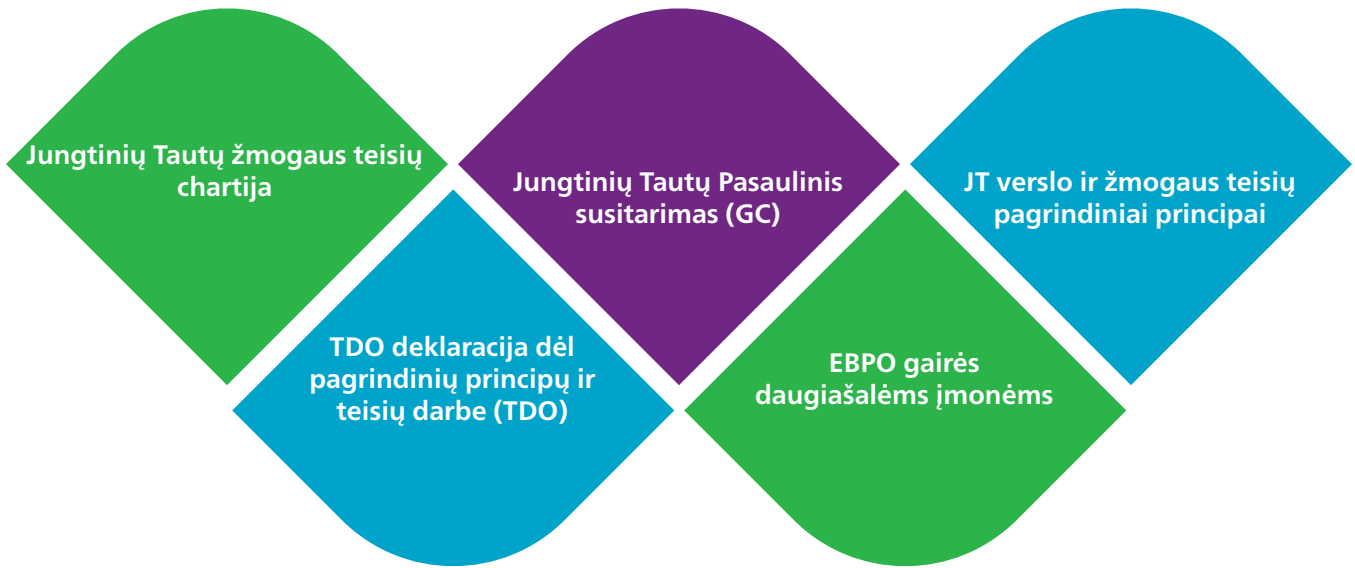 Jungtinių Tautų žmogaus teisių
chartija
Jungtinių Tautų Pasaulinis
susitarimas (GC)
JT verslo ir žmogaus teisių
pagrindiniai principai
TDO deklaracija dėl
pagrindinių principų ir
teisių darbe (TDO)
EBPO gairės
daugiašalėms įmonėms